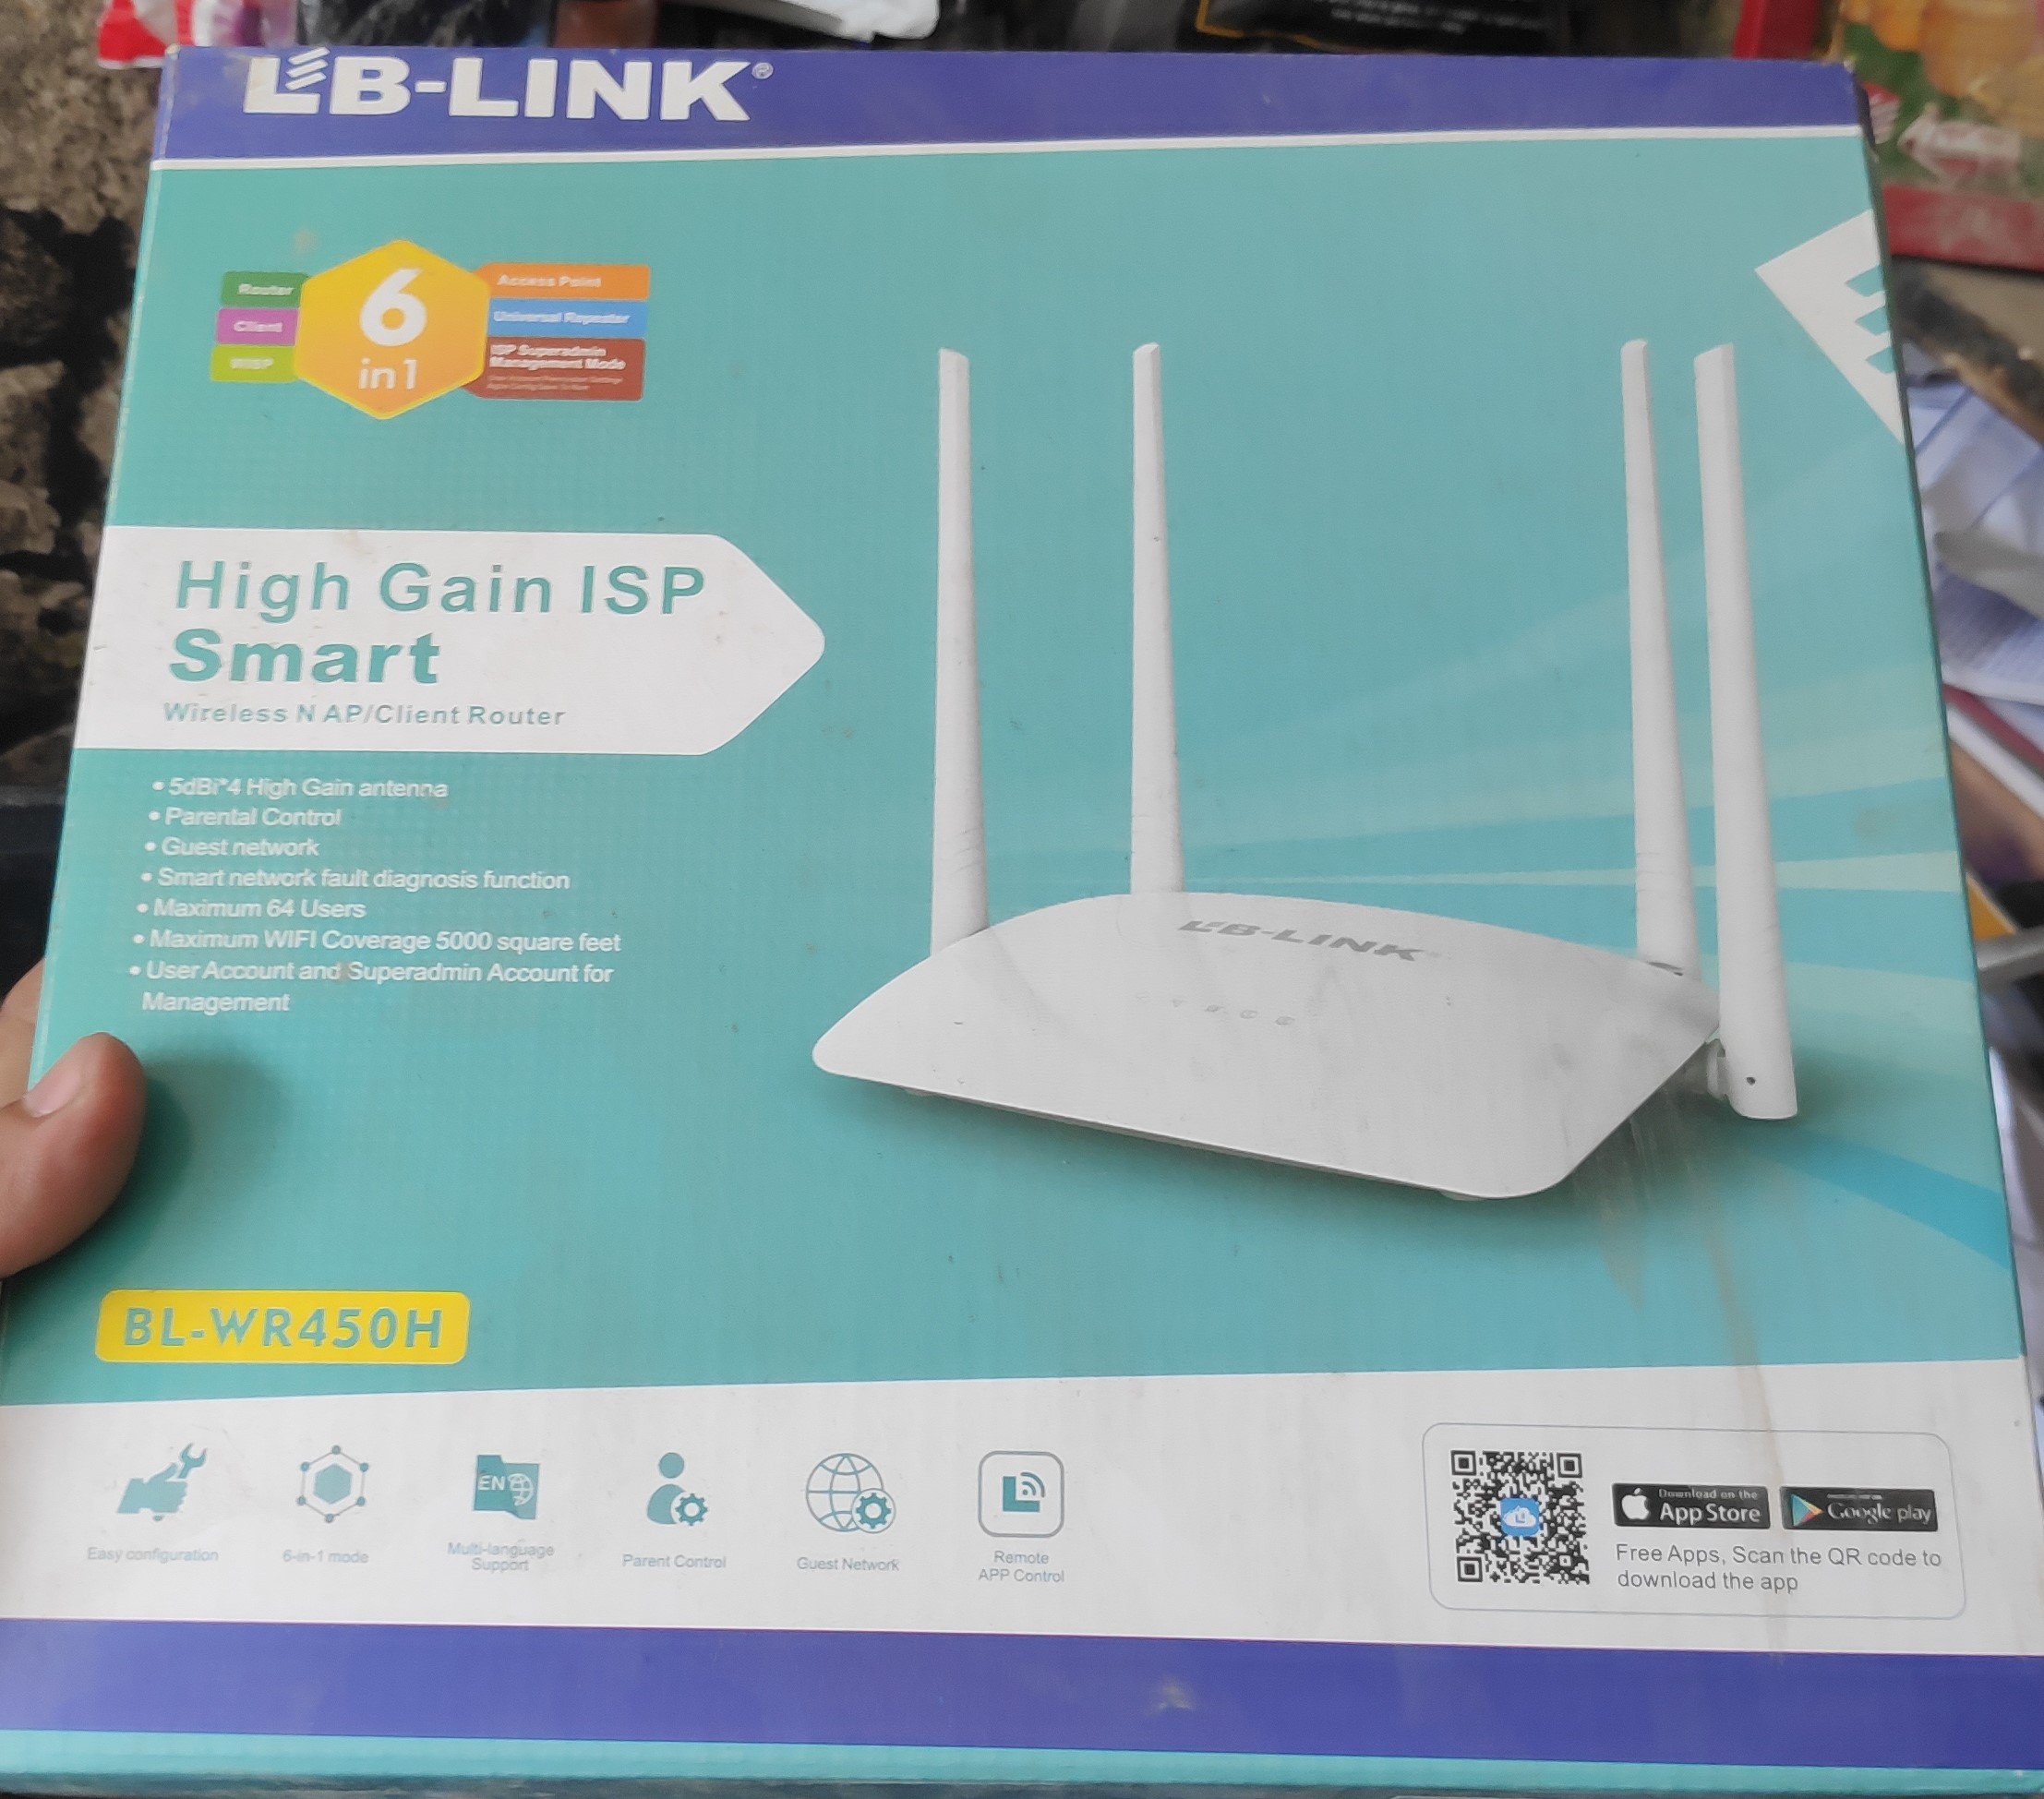 LB-LINK®
Router
Client
WISP
6
in 1
Access Point
Universal Repeater
ISP Superadmin
Management Mode
High Gain ISP
Smart
Wireless N AP/Client Router
• 5dBi*4 High Gain antenna
• Parental Control
• Guest network
• Smart network fault diagnosis function
• Maximum 64 Users
• Maximum WIFI Coverage 5000 square feet
• User Account and Superadmin Account for
Management
LB-LINK
BL-WR450H
EN
Easy configuration
6-in-1 mode
Multi-language
Support
Parent Control
Guest Network
Remote
APP Control
Download on the
App Store
Google play
Free Apps, Scan the QR code to
download the app